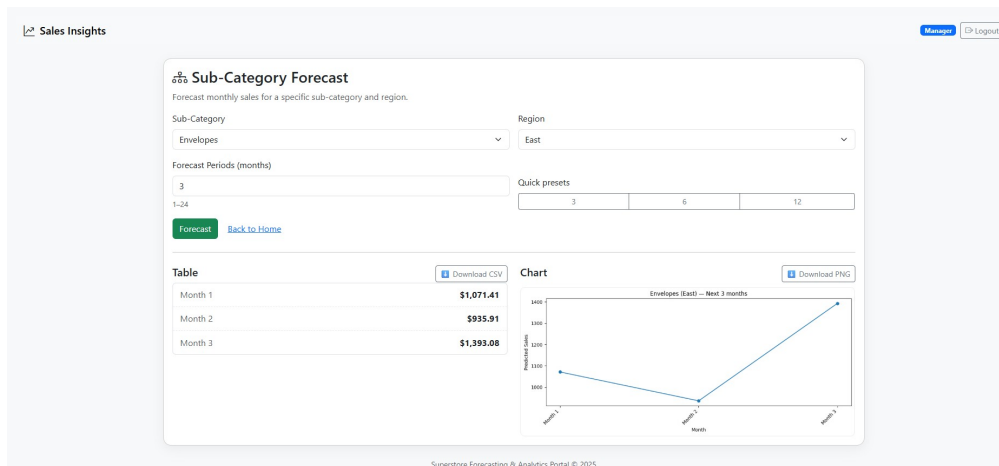 Sales Insights
Manager
Logout
Sub-Category Forecast
Forecast monthly sales for a specific sub-category and region.
Sub-Category
Region
Envelopes
East
Forecast Periods (months)
3
1–24
Quick presets
3 6 12
Forecast
Back to Home
Table
Download CSV
Month 1 $1,071.41
Month 2 $935.91
Month 3 $1,393.08
Chart
Download PNG
Envelopes (East) — Next 3 months
Predicted Sales
1400
1300
1200
1100
1000
Month 1
Month 2
Month 3
Month
Superstore Forecasting & Analytics Portal © 2025